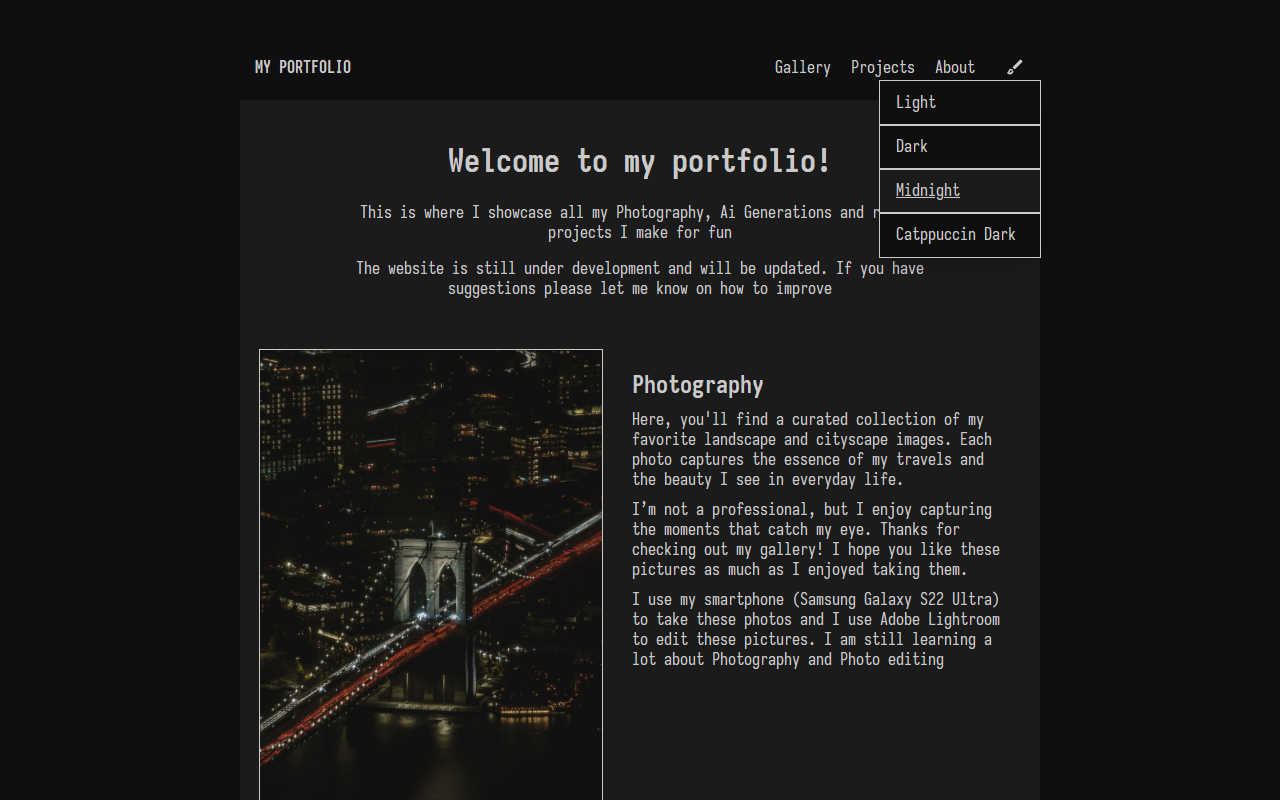 MY PORTFOLIO
Gallery Projects About
Light
Dark
Midnight
Catppuccin Dark
Welcome to my portfolio!
This is where I showcase all my Photography, Ai Generations and
projects I make for fun
The website is still under development and will be updated. If you have
suggestions please let me know on how to improve
Photography
Here, you'll find a curated collection of my
favorite landscape and cityscape images. Each
photo captures the essence of my travels and
the beauty I see in everyday life.
I’m not a professional, but I enjoy capturing
the moments that catch my eye. Thanks for
checking out my gallery! I hope you like these
pictures as much as I enjoyed taking them.
I use my smartphone (Samsung Galaxy S22 Ultra)
to take these photos and I use Adobe Lightroom
to edit these pictures. I am still learning a
lot about Photography and Photo editing